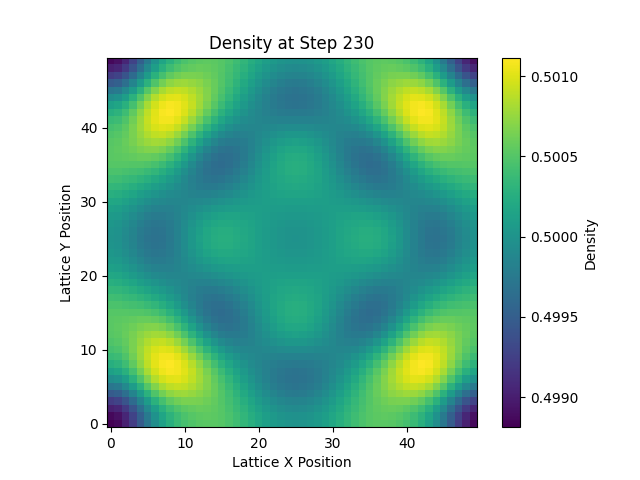 Density at Step 230
Lattice Y Position
40
30
20
10
0
0 10 20 30 40
Lattice X Position
0.5010
0.5005
0.5000
0.4995
0.4990
Density